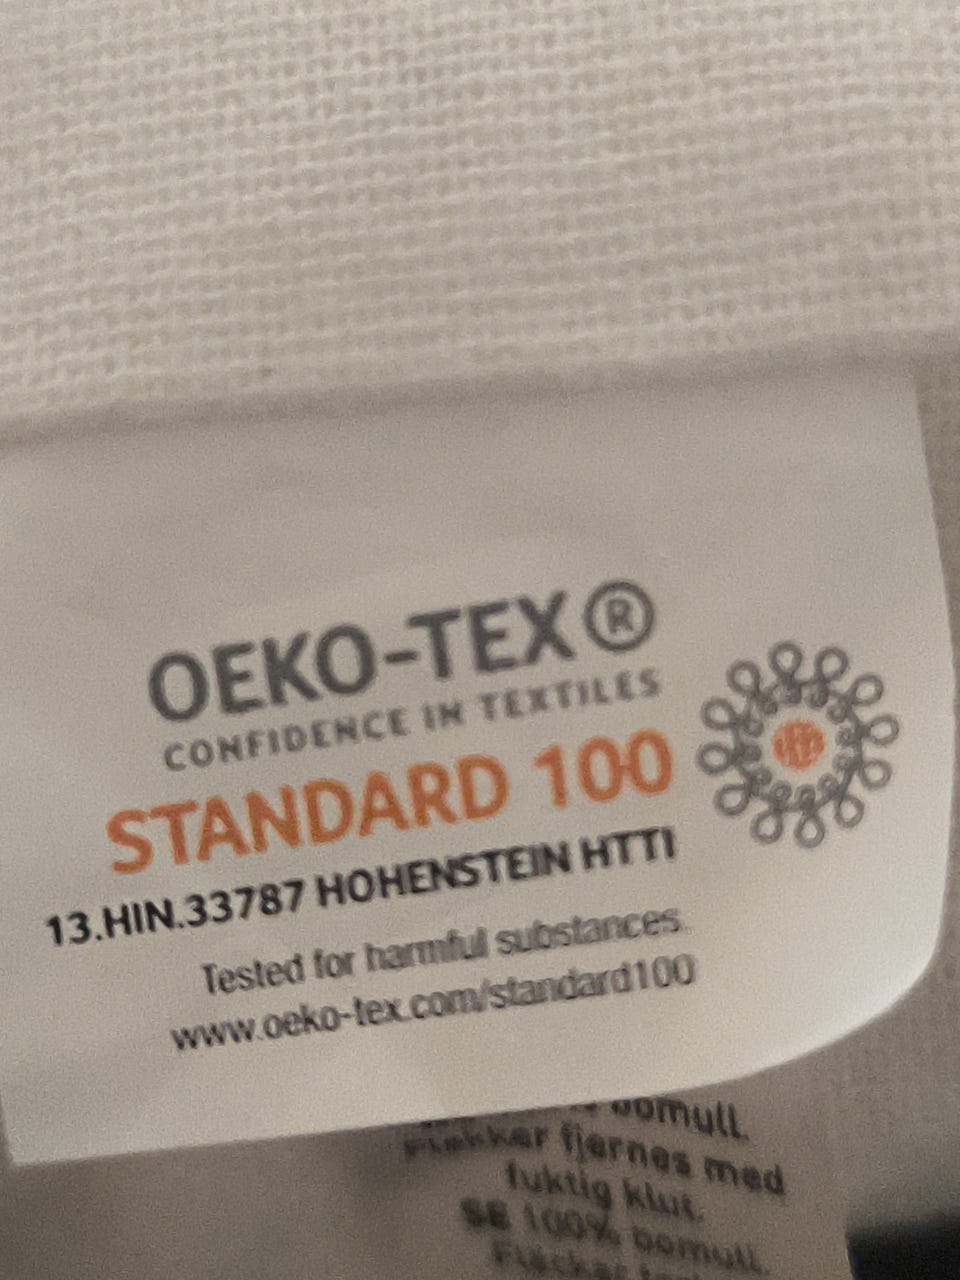 OEKO-TEX®
CONFIDENCE IN TEXTILES
STANDARD 100
13.HIN.33787 HOHENSTEIN HTTI
Tested for harmful substances.
www.oeko-tex.com/standard100
bomull.
Flekker fjernes med
fuktig klut.
SE 100% bomull.
Fläckar